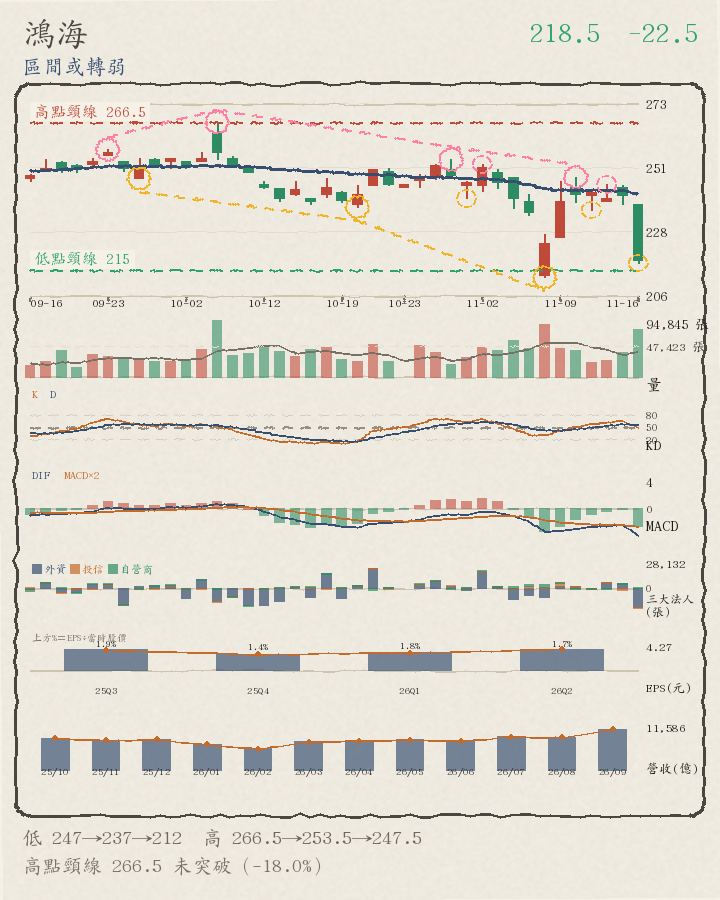 鴻海
218.5 -22.5
區間或轉弱
高點頸線 266.5
低點頸線 215
273
251
228
206
09-16 09-23 10-02 10-12 10-19 10-23 11-02 11-09 11-16
94,845 張
47,423 張
量
K D
80
50
20
KD
DIF MACD×2
4
0
MACD
外資 投信 自營商
28,132
0
三大法人
(張)
上方%=EPS÷當時股價
1.9% 1.4% 1.8% 1.7%
4.27
25Q3 25Q4 26Q1 26Q2
EPS(元)
11,586
25/10 25/11 25/12 26/01 26/02 26/03 26/04 26/05 26/06 26/07 26/08 26/09
營收(億)
低 247→237→212 高 266.5→253.5→247.5
高點頸線 266.5 未突破 (-18.0%)